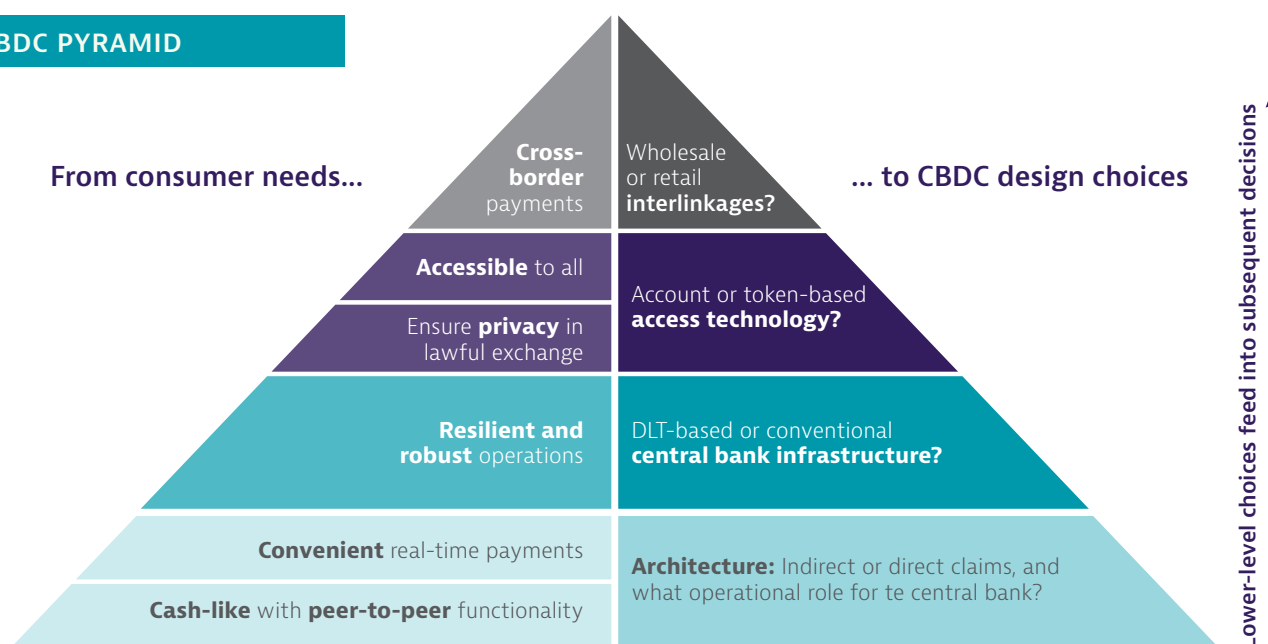 BDC PYRAMID
From consumer needs...
... to CBDC design choices
Cross-
border
payments
Wholesale
or retail
interlinkages?
Accessible to all
Ensure privacy in
lawful exchange
Account or token-based
access technology?
Resilient and
robust operations
DLT-based or conventional
central bank infrastructure?
Convenient real-time payments
Cash-like with peer-to-peer functionality
Architecture: Indirect or direct claims, and
what operational role for te central bank?
Lower-level choices feed into subsequent decisions